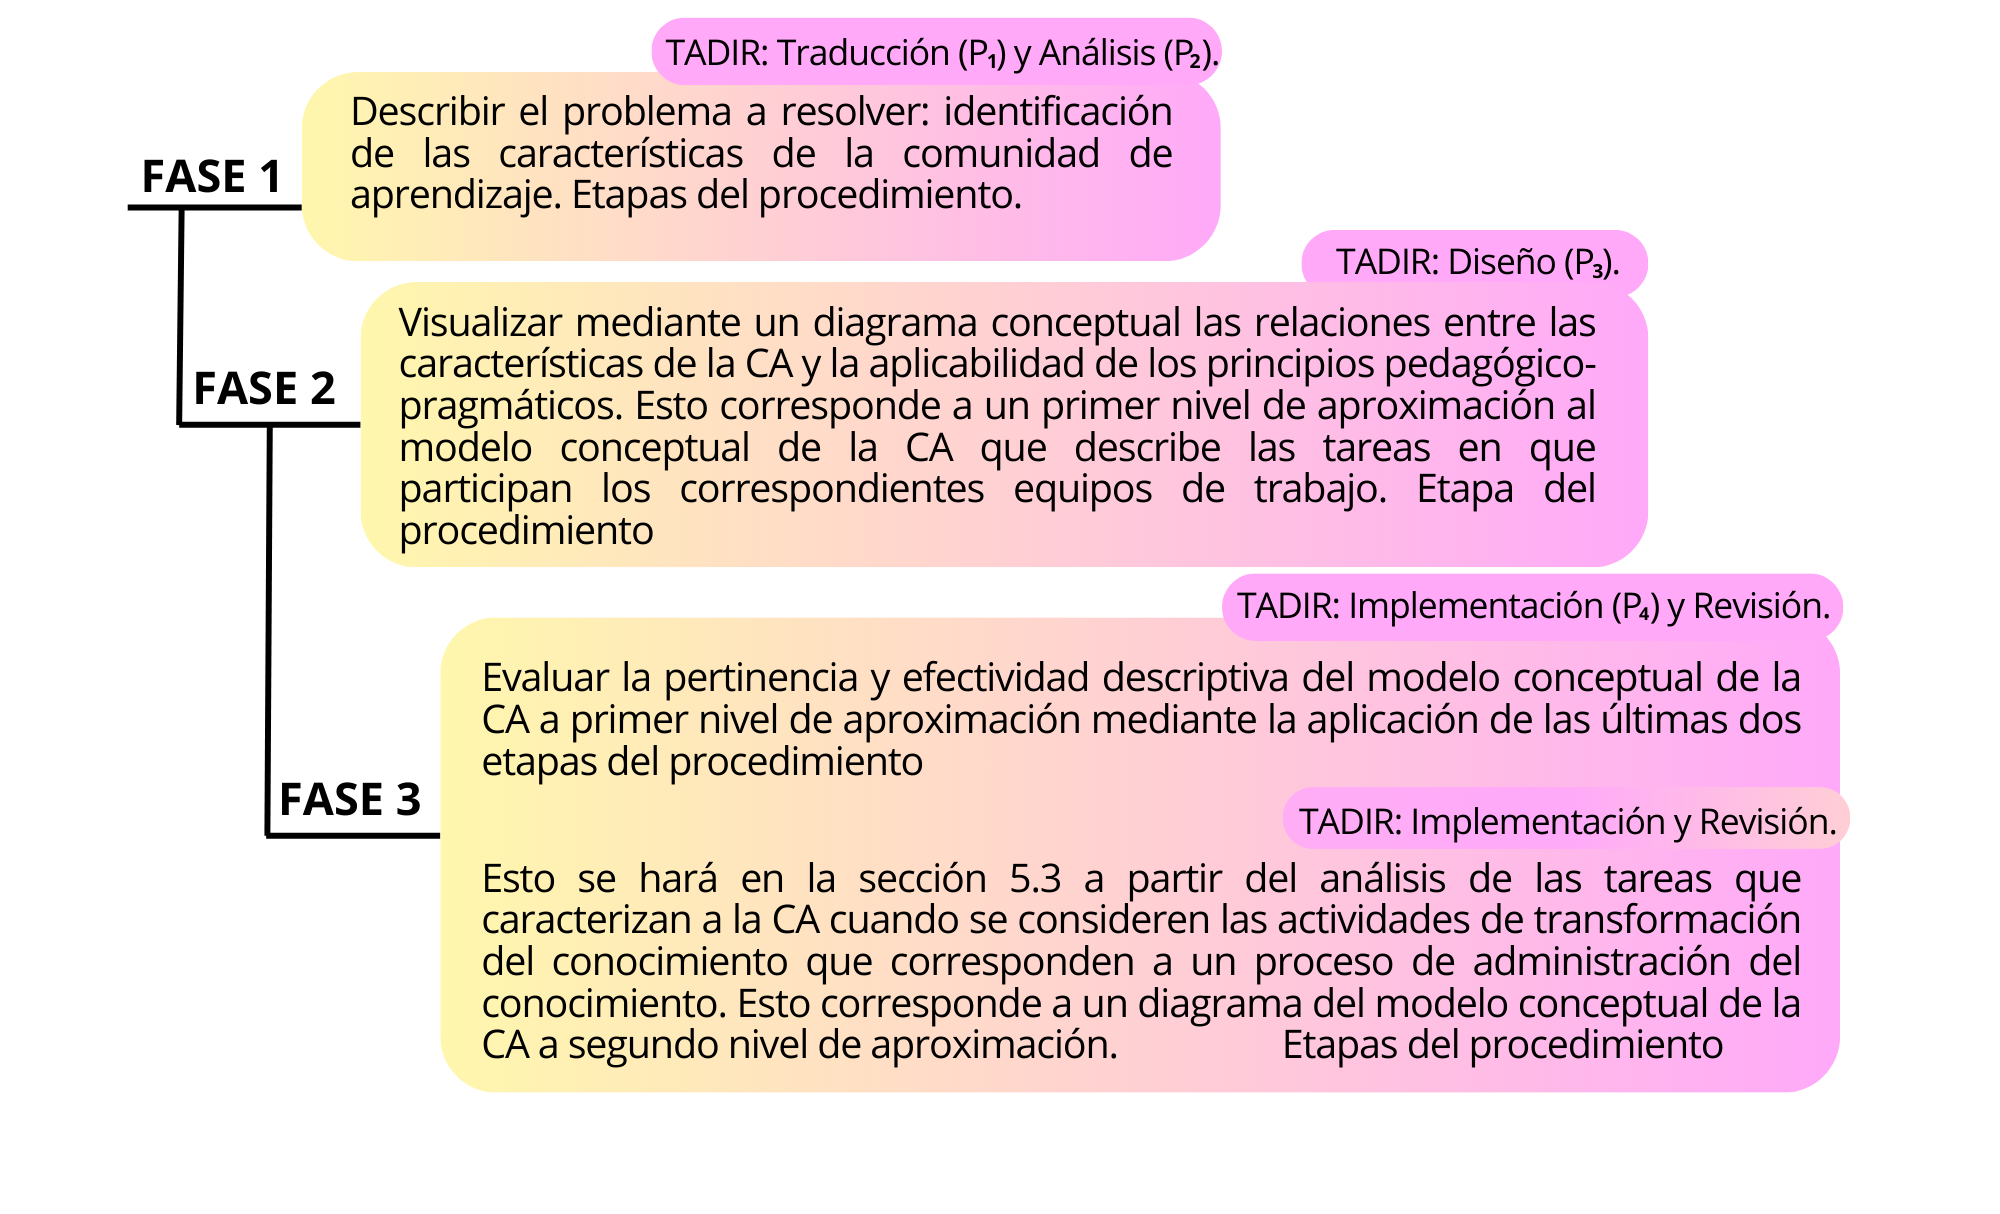 TADIR: Traducción (P₁) y Análisis (P₂).
Describir el problema a resolver: identificación
de las características de la comunidad de
aprendizaje. Etapas del procedimiento.
FASE 1
TADIR: Diseño (P₃).
Visualizar mediante un diagrama conceptual las relaciones entre las
características de la CA y la aplicabilidad de los principios pedagógico-
pragmáticos. Esto corresponde a un primer nivel de aproximación al
modelo conceptual de la CA que describe las tareas en que
participan los correspondientes equipos de trabajo. Etapa del
procedimiento
FASE 2
TADIR: Implementación (P₄) y Revisión.
Evaluar la pertinencia y efectividad descriptiva del modelo conceptual de la
CA a primer nivel de aproximación mediante la aplicación de las últimas dos
etapas del procedimiento
FASE 3
TADIR: Implementación y Revisión.
Esto se hará en la sección 5.3 a partir del análisis de las tareas que
caracterizan a la CA cuando se consideren las actividades de transformación
del conocimiento que corresponden a un proceso de administración del
conocimiento. Esto corresponde a un diagrama del modelo conceptual de la
CA a segundo nivel de aproximación. Etapas del procedimiento